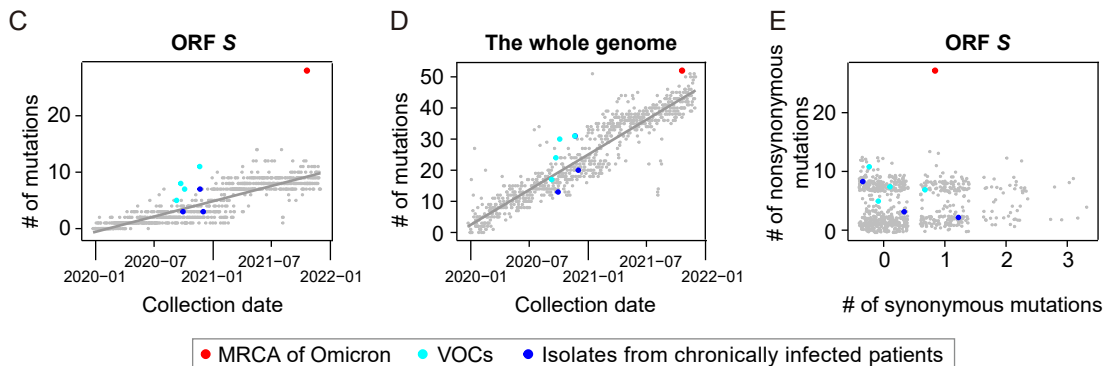 C
ORF S
# of mutations
20
10
0
2020−01
2020−07
2021−01
2021−07
2022−01
Collection date
D
The whole genome
# of mutations
50
40
30
20
10
0
2020−01
2020−07
2021−01
2021−07
2022−01
Collection date
E
ORF S
# of nonsynonymous
mutations
20
10
0
0 1 2 3
# of synonymous mutations
MRCA of Omicron VOCs Isolates from chronically infected patients